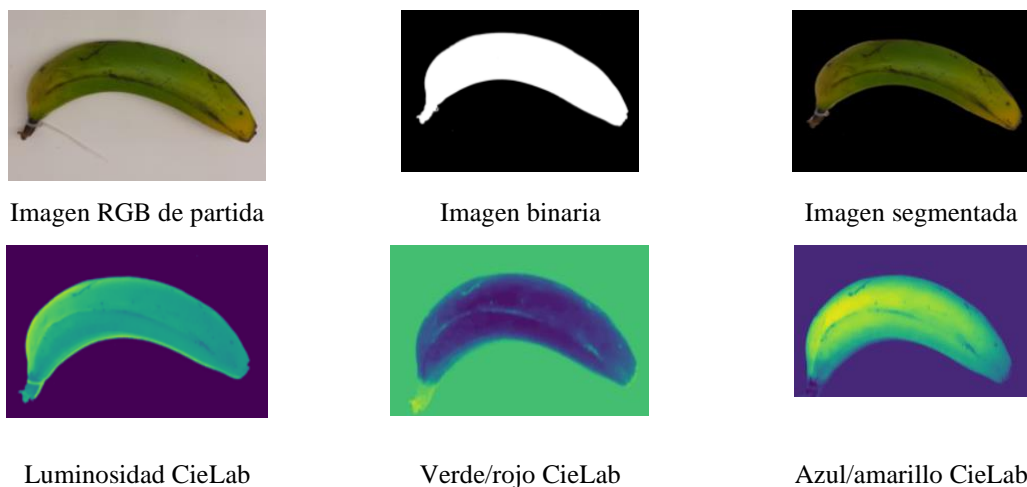 Imagen RGB de partida
Imagen binaria
Imagen segmentada
Luminosidad CieLab
Verde/rojo CieLab
Azul/amarillo CieLab